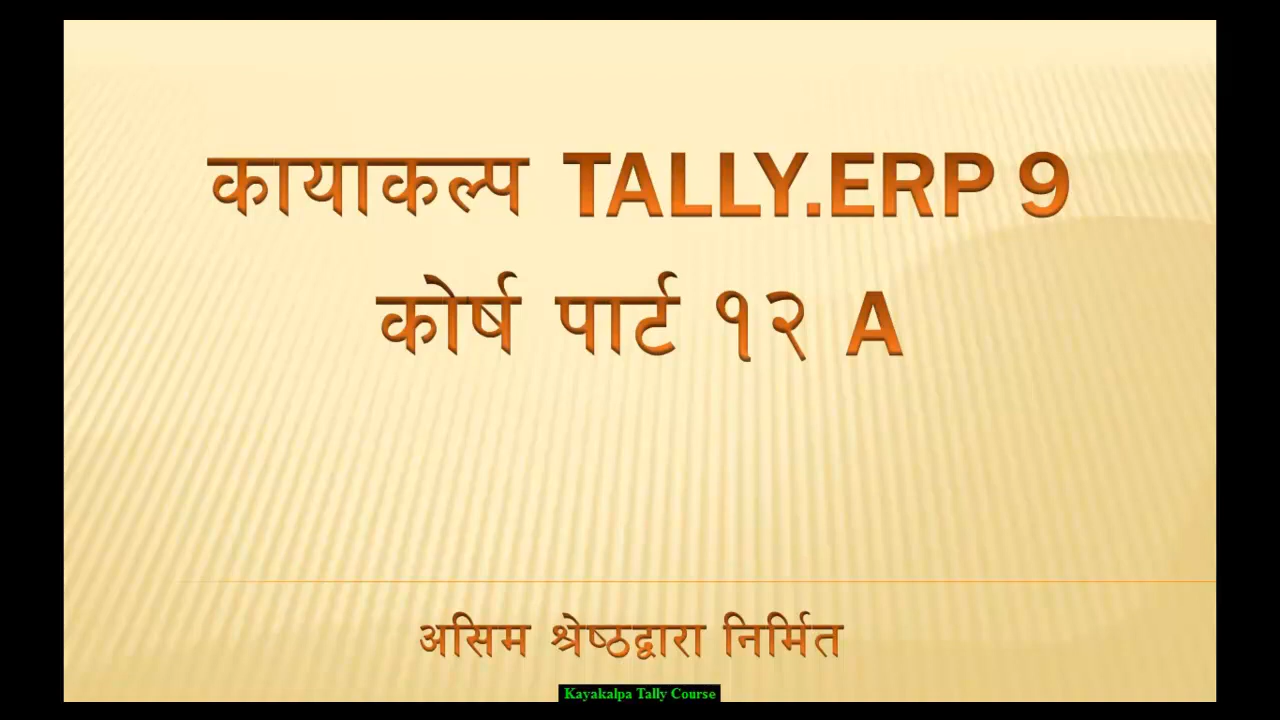 कायाकल्प TALLY.ERP 9
कोर्ष पार्ट १२ A
असिम श्रेष्ठद्वारा निर्मित
Kayakalpa Tally Course